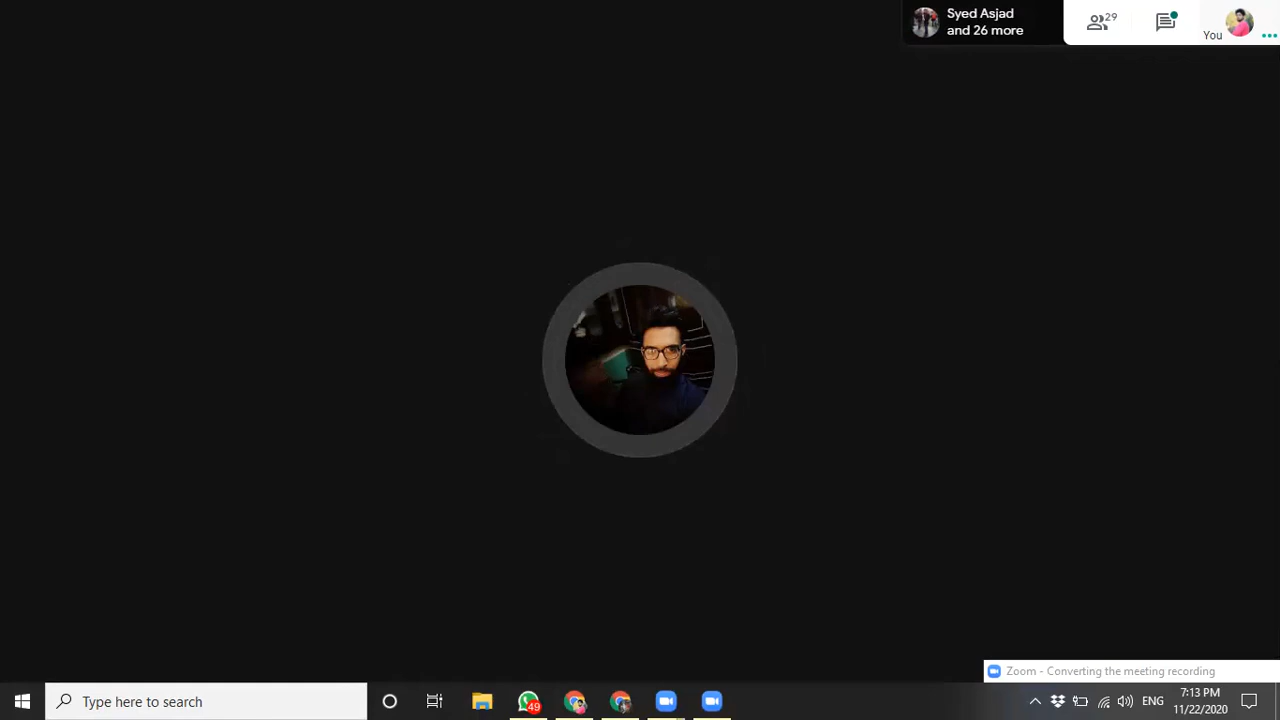 Syed Asjad
and 26 more
29
You
Zoom - Converting the meeting recording
Type here to search
49
ENG
7:13 PM
11/22/2020